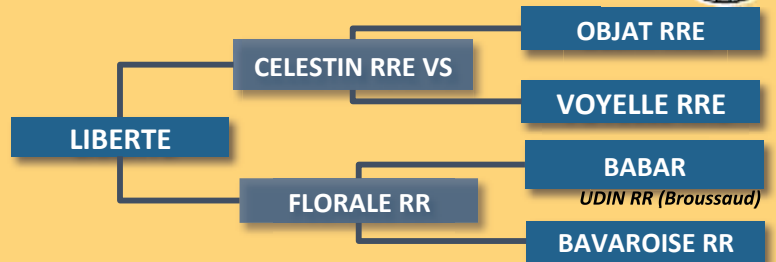 OBJAT RRE
CELESTIN RRE VS
VOYELLE RRE
LIBERTE
BABAR
UDIN RR (Broussaud)
FLORALE RR
BAVAROISE RR